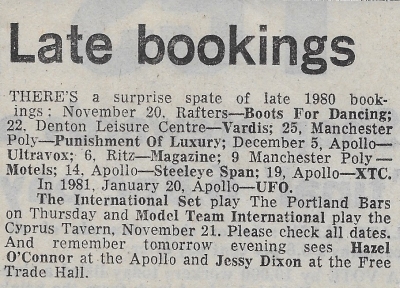 Late bookings
THERE'S a surprise spate of late 1980 book-
ings: November 20, Rafters—Boots For Dancing;
22, Denton Leisure Centre—Vardis; 25, Manchester
Poly—Punishment Of Luxury; December 5, Apollo—
Ultravox; 6, Ritz—Magazine; 9 Manchester Poly—
Motels; 14, Apollo—Steeleye Span; 19, Apollo—XTC.
In 1981, January 20, Apollo—UFO.
The International Set play The Portland Bars
on Thursday and Model Team International play the
Cyprus Tavern, November 21. Please check all dates.
And remember tomorrow evening sees Hazel
O'Connor at the Apollo and Jessy Dixon at the Free
Trade Hall.